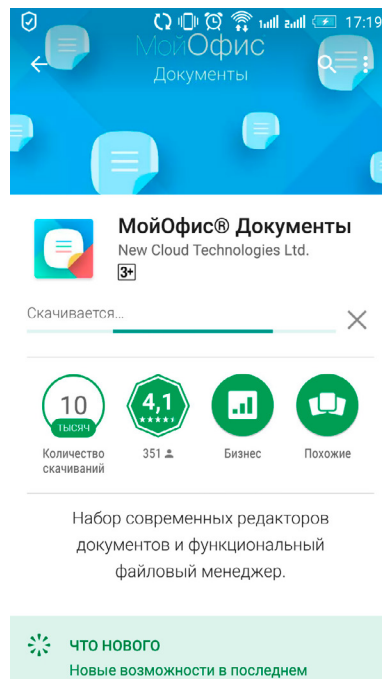 17:19
МойОфис
Документы
МойОфис® Документы
New Cloud Technologies Ltd.
3+
Скачивается...
10
ТЫСЯЧ
4,1
Количество скачиваний
351
Бизнес
Похожие
Набор современных редакторов
документов и функциональный
файловый менеджер.
ЧТО НОВОГО
Новые возможности в последнем